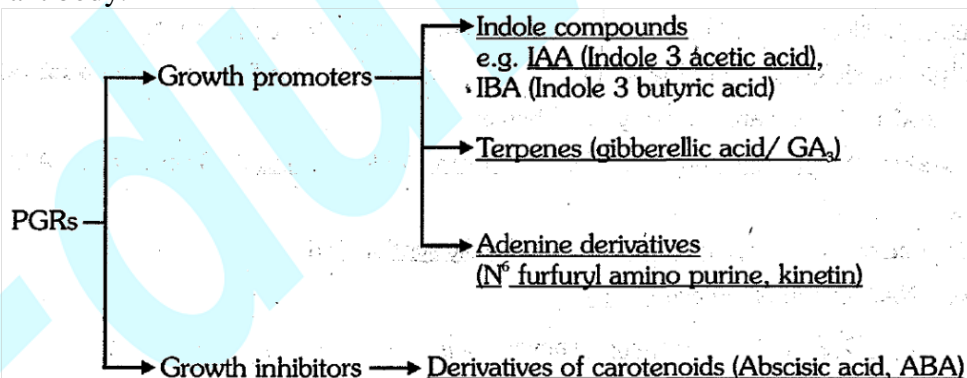 Indole compounds
e.g. IAA (Indole 3 acetic acid),
Growth promoters
IBA (Indole 3 butyric acid)
Terpenes (gibberellic acid/ GA₃)
PGRs
Adenine derivatives
(N⁶ furfuryl amino purine, kinetin)
Growth inhibitors
Derivatives of carotenoids (Abscisic acid, ABA)